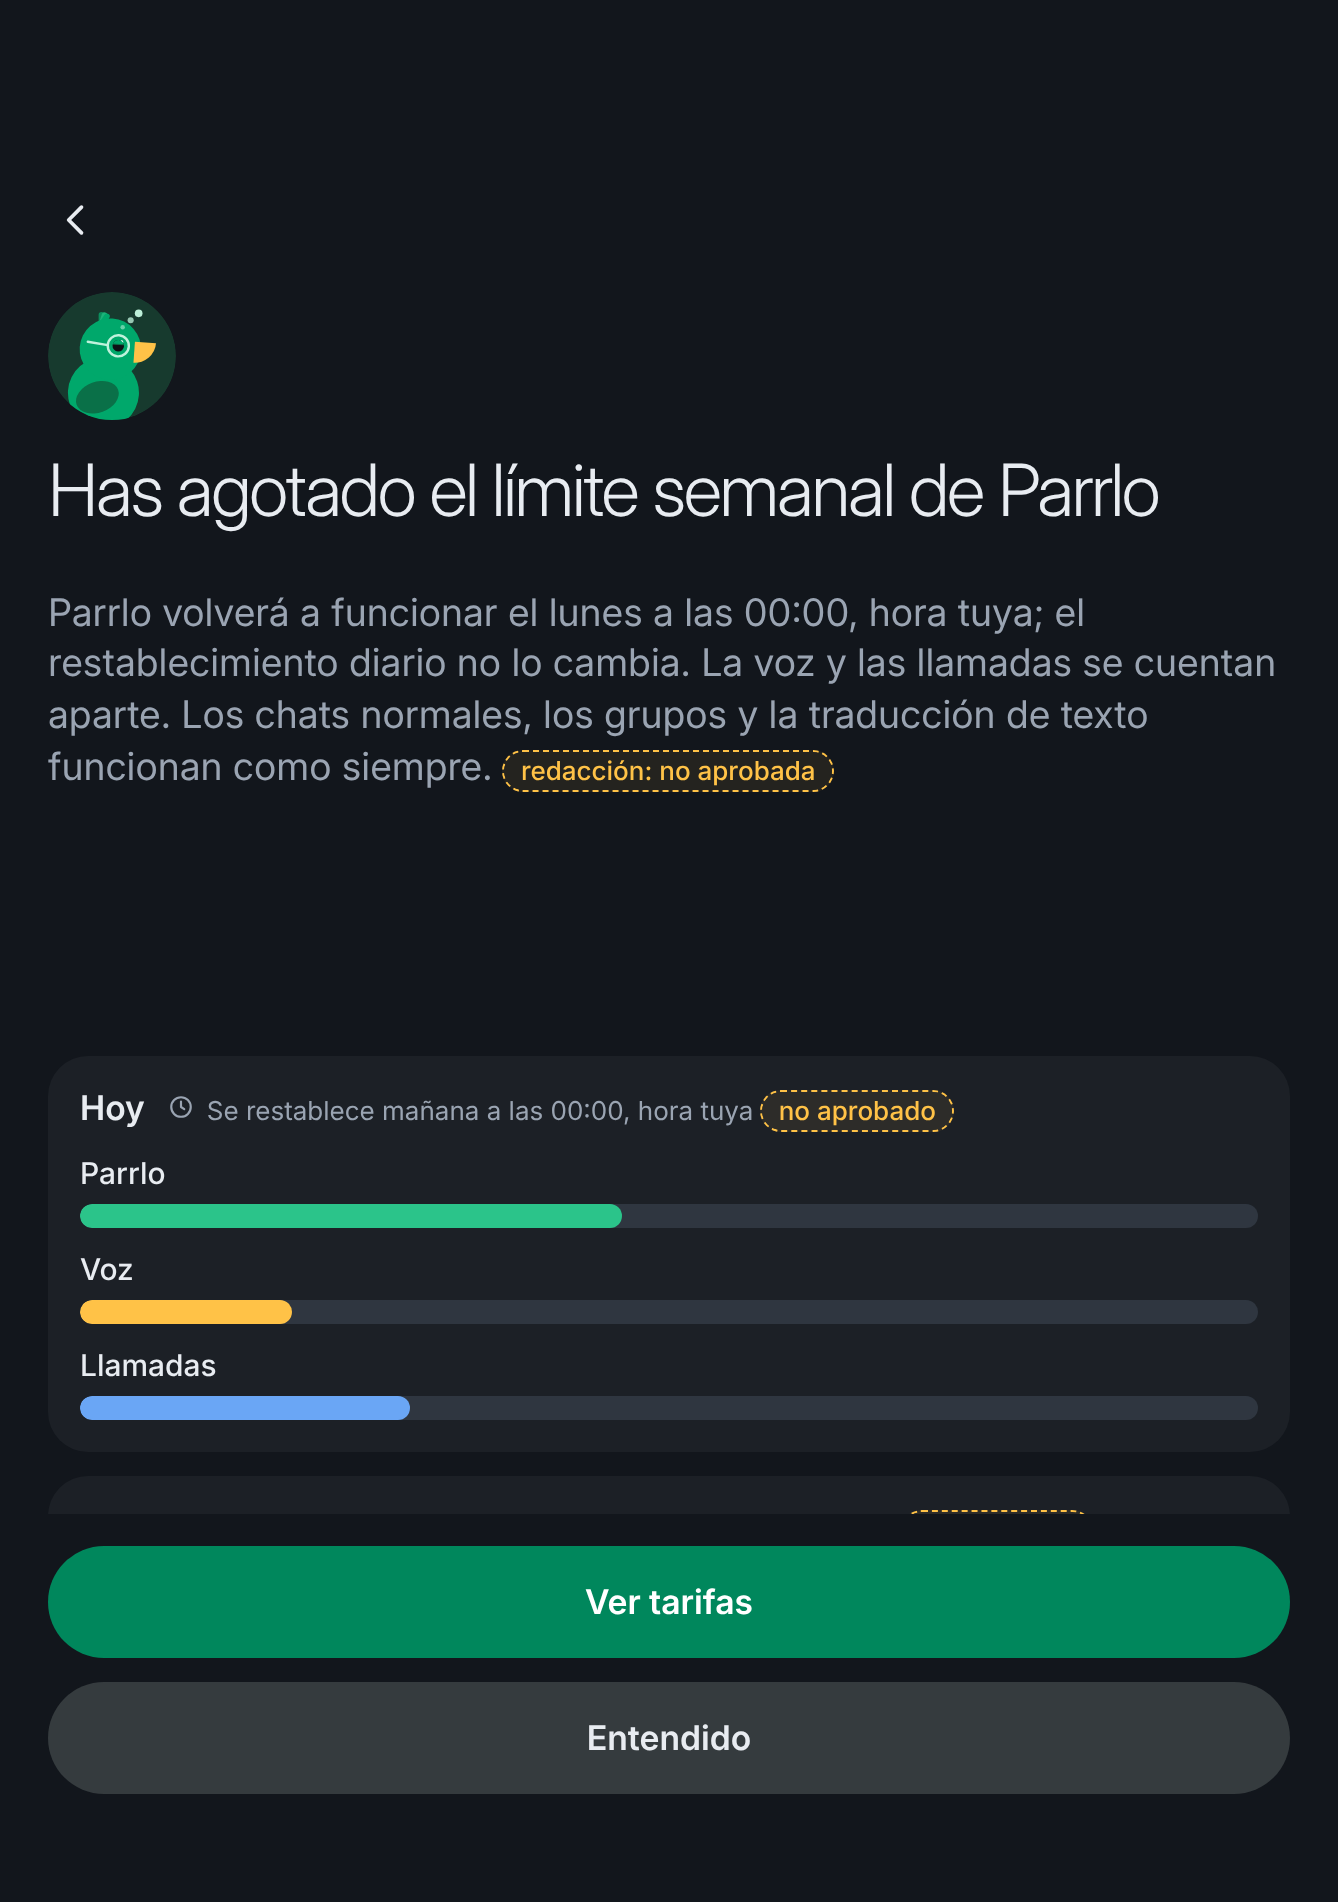 Has agotado el límite semanal de Parrlo
Parrlo volverá a funcionar el lunes a las 00:00, hora tuya; el
restablecimiento diario no lo cambia. La voz y las llamadas se cuentan
aparte. Los chats normales, los grupos y la traducción de texto
funcionan como siempre. redacción: no aprobada
Hoy Se restablece mañana a las 00:00, hora tuya no aprobado
Parrlo
Voz
Llamadas
Ver tarifas
Entendido